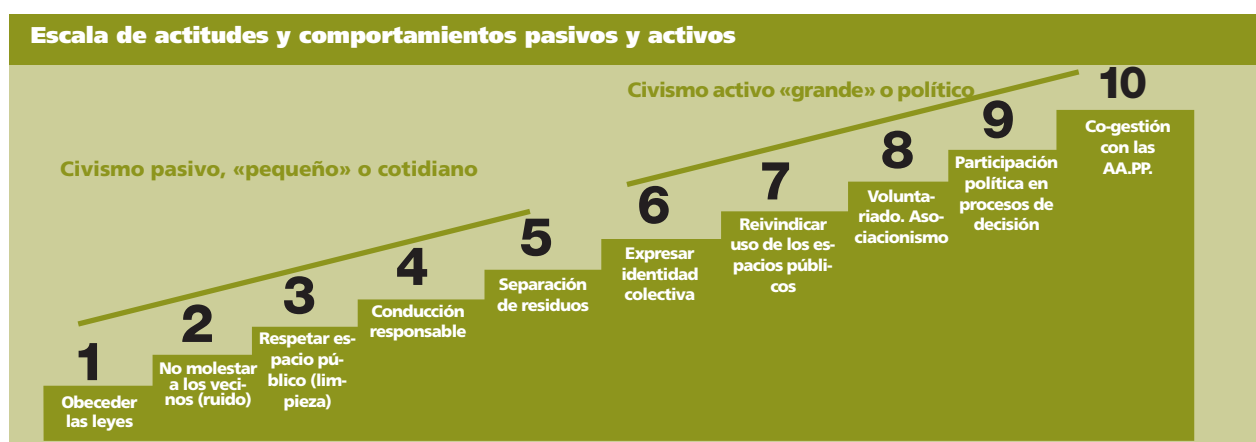 Escala de actitudes y comportamientos pasivos y activos
Civismo pasivo, «pequeño» o cotidiano
Civismo activo «grande» o político
1
Obeceder
las leyes
2
No molestar
a los veci-
nos (ruido)
3
Respetar es-
pacio pú-
blico (lim-
pieza)
4
Conducción
responsable
5
Separación
de residuos
6
Expresar
identidad
colectiva
7
Reivindicar
uso de los es-
pacios públi-
cos
8
Volunta-
riado. Aso-
ciacionismo
9
Participación
política en
procesos de
decisión
10
Co-gestión
con las
AA.PP.